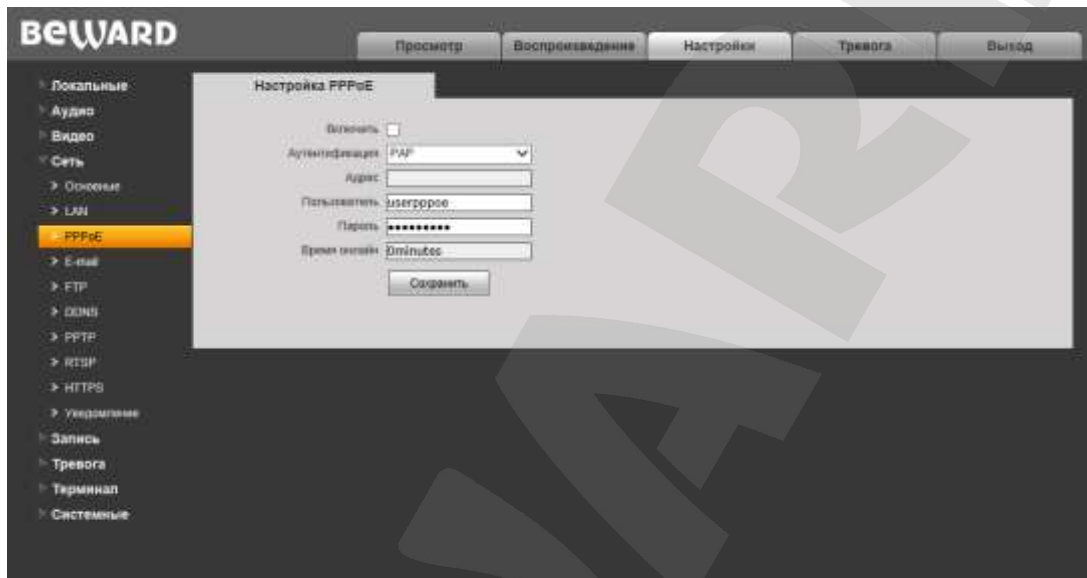 BEWARD
Просмотр Воспроизведение Настройки Тревога Выход
Локальные
Аудио
Видео
Сеть
Основные
LAN
PPPoE
E-mail
FTP
DDNS
PPTP
RTSP
HTTPS
Уведомление
Запись
Тревога
Терминал
Системные
Настройка PPPoE
Включить
Аутентификация PAP
Адрес
Пользователь userpppoe
Пароль •••••••••
Время онлайн 0minutes
Сохранить